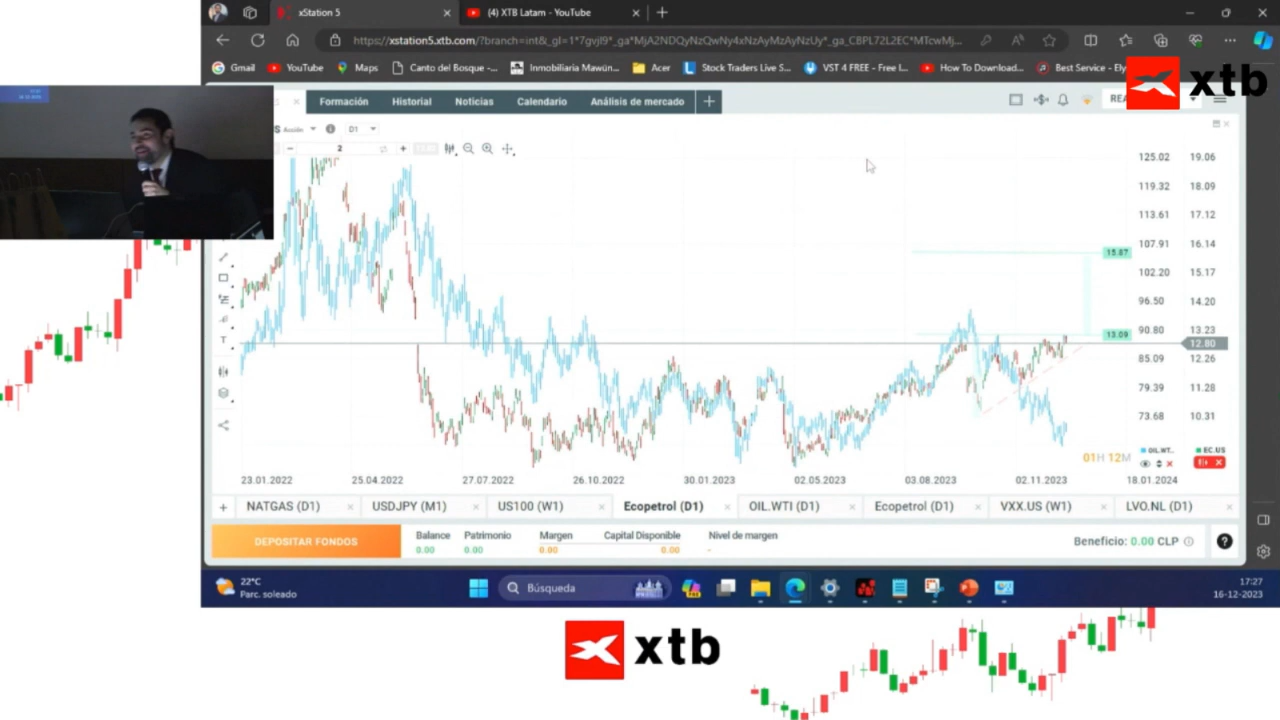 xStation 5
(4) XTB Latam - YouTube
https://xstation5.xtb.com/?branch=int&_gl=1*7gvjl9*_ga*MjA2NDQyNzQwNy4xNzAyMzAyNzUy*_ga_CBPL72L2EC*MTcwMj...
Gmail YouTube Maps Canto del Bosque -... Inmobiliaria Mawün... Acer Stock Traders Live S... VST 4 FREE - Free I... How To Download... Best Service - Ely
xtb
Formación Historial Noticias Calendario Análisis de mercado
REA
Acción D1
2
125.02 19.06
119.32 18.09
113.61 17.12
107.91 16.14
15.87
102.20 15.17
96.50 14.20
90.80 13.23
13.09
12.80
85.09 12.26
79.39 11.28
73.68 10.31
01H 12M
OIL.WT... EC.US
23.01.2022 25.04.2022 27.07.2022 26.10.2022 30.01.2023 02.05.2023 03.08.2023 02.11.2023 18.01.2024
NATGAS (D1) USDJPY (M1) US100 (W1) Ecopetrol (D1) OIL.WTI (D1) Ecopetrol (D1) VXX.US (W1) LVO.NL (D1)
DEPOSITAR FONDOS
Balance Patrimonio Margen Capital Disponible Nivel de margen
0.00 0.00 0.00 0.00 -
Beneficio: 0.00 CLP
22°C
Parc. soleado
Búsqueda
17:27
16-12-2023
xtb